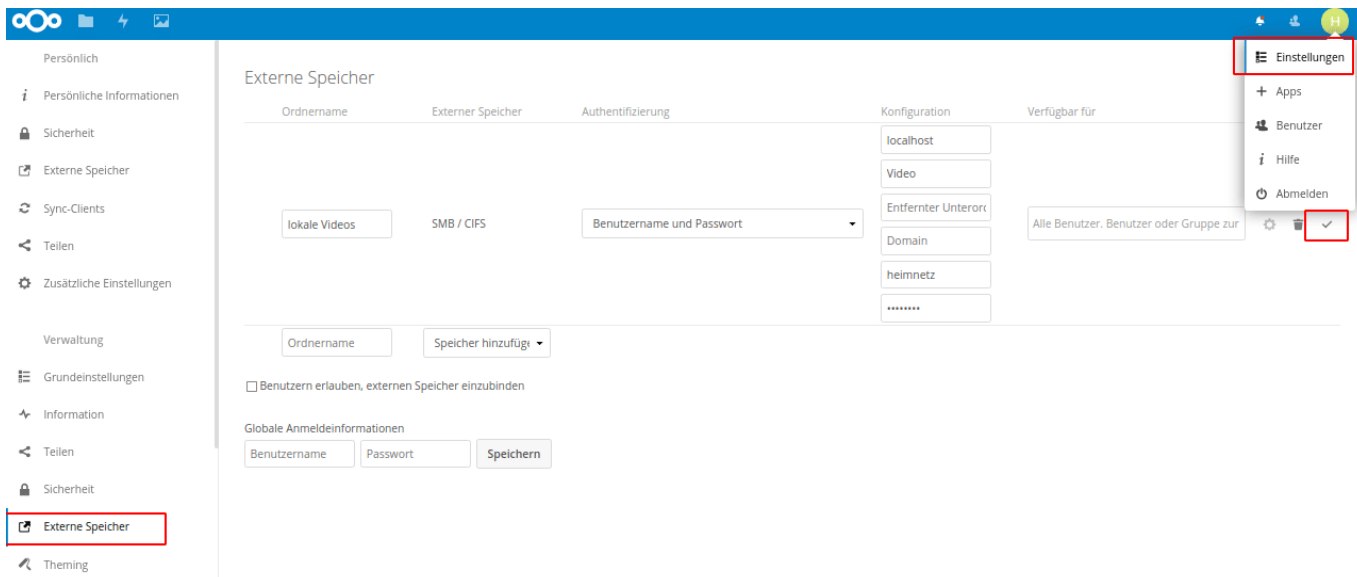 H
Persönlich
Persönliche Informationen
Sicherheit
Externe Speicher
Sync-Clients
Teilen
Zusätzliche Einstellungen
Verwaltung
Grundeinstellungen
Information
Teilen
Sicherheit
Externe Speicher
Theming
Externe Speicher
Ordnername Externer Speicher Authentifizierung Konfiguration Verfügbar für
localhost
Video
Entfernter Unterord
lokale Videos SMB / CIFS Benutzername und Passwort Alle Benutzer. Benutzer oder Gruppe zur
Domain
heimnetz
••••••••
Ordnername Speicher hinzufüge
Benutzern erlauben, externen Speicher einzubinden
Globale Anmeldeinformationen
Benutzername Passwort Speichern
Einstellungen
Apps
Benutzer
Hilfe
Abmelden